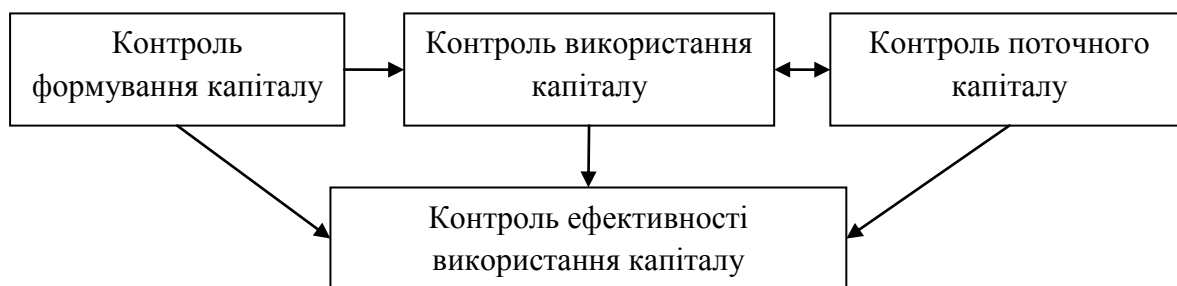 Контроль
формування капіталу
Контроль використання
капіталу
Контроль поточного
капіталу
Контроль ефективності
використання капіталу